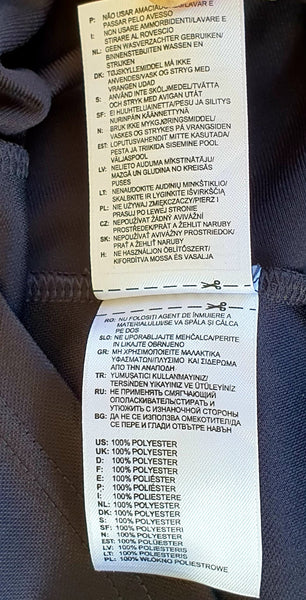 P: NÃO USAR AMACIADOR/LAVAR E
PASSAR PELO AVESSO
I: NON USARE AMMORBIDENTI/LAVARE E
STIRARE AL ROVESCIO
NL: GEEN WASVERZACHTER GEBRUIKEN/
BINNENSTEBUITEN WASSEN EN
STRIJKEN
DK: TØJSKYLLEMIDDEL MÅ IKKE
ANVENDES/VASK OG STRYG MED
VRANGEN UDAD
S: ANVÄND INTE SKÖLJMEDEL/TVÄTTA
OCH STRYK MED AVIGAN UTÅT
SF: EI HUUHTELUAINETTA/PESU JA SILITYS
NURINPÄIN KÄÄNNETTYNÄ
N: BRUK IKKE MYKGJØRINGSMIDDEL/
VASKES OG STRYKES PÅ VRANGSIDEN
EST: LOPUTUSVAHENDIT MITTE KASUTADA/
PESTA JA TRIIKIDA SISEMINE POOL
VÄLJASPOOL
LV: NELIETO AUDUMA MĪKSTINĀTĀJU/
MAZGĀ UN GLUDINA NO KREISĀS
PUSES
LT: NENAUDOKITE AUDINIŲ MINKŠTIKLIO/
SKALBKITE IR LYGINKITE IŠVIRKŠČIĄ
PL: NIE UŻYWAJ ZMIĘKCZACZY/PIERZ I
PRASUJ PO LEWEJ STRONIE
CZ: NEPOUŽÍVAT ŽÁDNÝ AVIVÁŽNÍ
PROSTŘEDEK/PRÁT A ŽEHLIT NARUBY
SK: NEPOUŽÍVAŤ AVIVÁŽNY PROSTRIEDOK/
PRAŤ A ŽEHLIŤ NARUBY
H: NE HASZNÁLJON ÖBLÍTŐSZERT/
KIFORDÍTVA MOSSA ÉS VASALJA
RO: NU FOLOSIȚI AGENT DE ÎNMUIERE A
MATERIALULUI/SE VA SPĂLA ȘI CĂLCA
PE DOS
SLO: NE UPORABLJAJTE MEHČALCA/PERITE
IN LIKAJTE OBRNJENO
GR: ΜΗ ΧΡΗΣΙΜΟΠΟΙΕΙΤΕ ΜΑΛΑΚΤΙΚΟ/
ΠΛΥΣΙΜΟ ΚΑΙ ΣΙΔΕΡΩΜΑ
ΑΠΟ ΤΗΝ ΑΝΑΠΟΔΗ
TR: YUMUŞATICI KULLANMAYINIZ/
TERSİNDEN YIKAYINIZ VE ÜTÜLEYİNİZ
RU: НЕ ПРИМЕНЯТЬ СМЯГЧАЮЩИЙ
ОПОЛАСКИВАТЕЛЬ/СТИРАТЬ И
УТЮЖИТЬ С ИЗНАНОЧНОЙ СТОРОНЫ
BG: ДА НЕ СЕ ИЗПОЛЗВА ОМЕКОТИТЕЛ/ДА
СЕ ПЕРЕ И ГЛАДИ ОТВЪТРЕ НАВЪН
US: 100% POLYESTER
UK: 100% POLYESTER
D: 100% POLYESTER
F: 100% POLYESTER
E: 100% POLIÉSTER
P: 100% POLIÉSTER
I: 100% POLIESTERE
NL: 100% POLYESTER
DK: 100% POLYESTER
S: 100% POLYESTER
SF: 100% POLYESTERI
N: 100% POLYESTER
EST: 100% POLÜESTER
LV: 100% POLIESTERIS
LT: 100% POLIESTERIS
PL: 100% WŁÓKNO POLIESTROWE